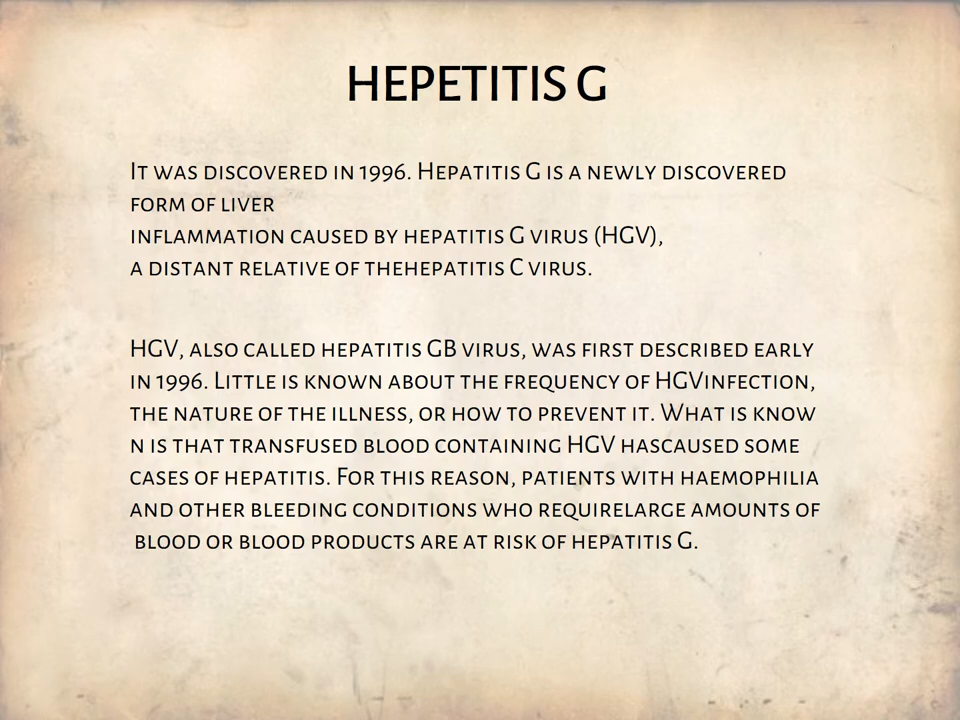 HEPETITIS G
It was discovered in 1996. Hepatitis G is a newly discovered
form of liver
inflammation caused by hepatitis G virus (HGV),
a distant relative of thehepatitis C virus.
HGV, also called hepatitis GB virus, was first described early
in 1996. Little is known about the frequency of HGVinfection,
the nature of the illness, or how to prevent it. What is know
n is that transfused blood containing HGV hascaused some
cases of hepatitis. For this reason, patients with haemophilia
and other bleeding conditions who requirelarge amounts of
blood or blood products are at risk of hepatitis G.